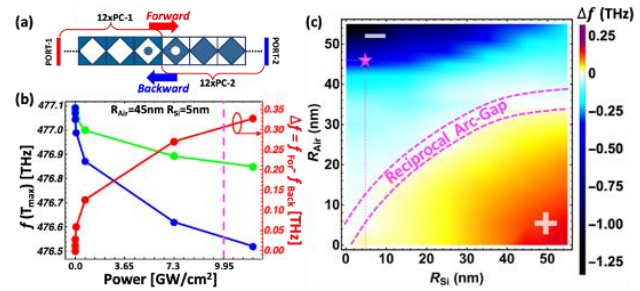 (a)
12xPC-1
Forward
PORT-1
PORT-2
Backward
12xPC-2
(b)
477.1
477.0
476.9
476.8
476.7
476.6
476.5
f(Tmax) [THz]
R_Air=45nm R_Si=5nm
0.35
0.30
0.25
0.20
0.15
0.10
0.05
0.00
Δf = f_For - f_Back [THz]
0.0 3.65 7.3 9.95
Power [GW/cm²]
(c)
50
40
30
20
10
0
R_Air (nm)
Reciprocal Arc-Gap
−
+
0 10 20 30 40 50
R_Si (nm)
Δf [THz]
0.25
0
−0.25
−0.50
−0.75
−1.00
−1.25